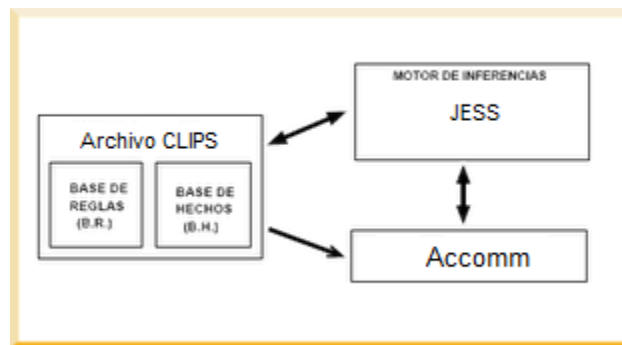 MOTOR DE INFERENCIAS
JESS
Archivo CLIPS
BASE DE
REGLAS
(B.R.)
BASE DE
HECHOS
(B.H.)
Accomm